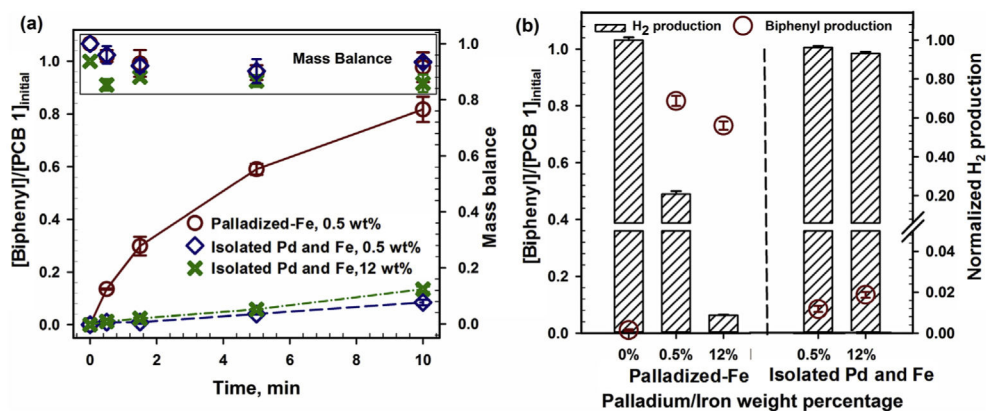 (a)
[Biphenyl]/[PCB 1]initial
1.0
0.8
0.6
0.4
0.2
0.0
Mass Balance
Palladized-Fe, 0.5 wt%
Isolated Pd and Fe, 0.5 wt%
Isolated Pd and Fe,12 wt%
1.0
0.8
0.6
0.4
0.2
0.0
Mass balance
0 2 4 6 8 10
Time, min
(b)
H2 production
Biphenyl production
[Biphenyl]/[PCB 1]initial
1.0
0.8
0.6
0.4
0.2
0.0
1.00
0.80
0.60
0.40
0.20
0.04
0.02
0.00
Normalized H2
production
0% 0.5% 12% 0.5% 12%
Palladized-Fe Isolated Pd and Fe
Palladium/Iron weight percentage